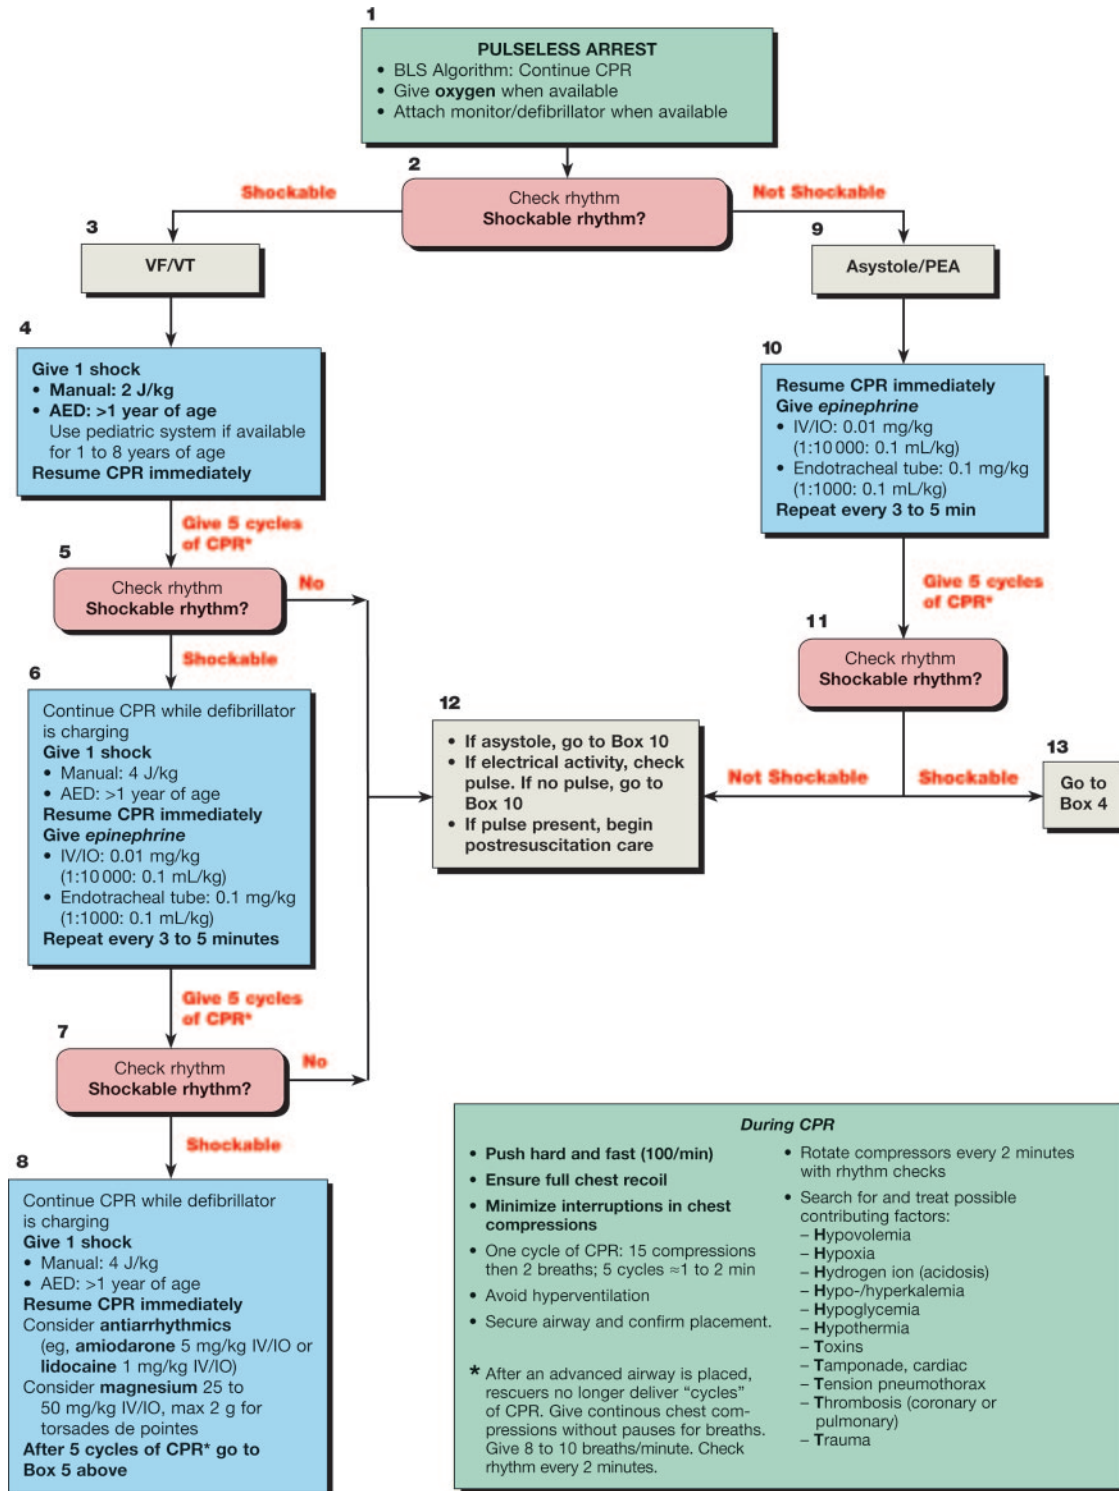 1
PULSELESS ARREST
• BLS Algorithm: Continue CPR
• Give oxygen when available
• Attach monitor/defibrillator when available
2
Shockable
Check rhythm
Shockable rhythm?
Not Shockable
3
VF/VT
9
Asystole/PEA
4
Give 1 shock
• Manual: 2 J/kg
• AED: >1 year of age
Use pediatric system if available
for 1 to 8 years of age
Resume CPR immediately
10
Resume CPR immediately
Give epinephrine
• IV/IO: 0.01 mg/kg
(1:10 000: 0.1 mL/kg)
• Endotracheal tube: 0.1 mg/kg
(1:1000: 0.1 mL/kg)
Repeat every 3 to 5 min
Give 5 cycles
of CPR*
5
Check rhythm
Shockable rhythm?
No
Give 5 cycles
of CPR*
11
Check rhythm
Shockable rhythm?
Shockable
6
Continue CPR while defibrillator
is charging
Give 1 shock
• Manual: 4 J/kg
• AED: >1 year of age
Resume CPR immediately
Give epinephrine
• IV/IO: 0.01 mg/kg
(1:10 000: 0.1 mL/kg)
• Endotracheal tube: 0.1 mg/kg
(1:1000: 0.1 mL/kg)
Repeat every 3 to 5 minutes
12
• If asystole, go to Box 10
• If electrical activity, check
pulse. If no pulse, go to
Box 10
• If pulse present, begin
postresuscitation care
Not Shockable
Shockable
13
Go to
Box 4
Give 5 cycles
of CPR*
7
Check rhythm
Shockable rhythm?
No
Shockable
8
Continue CPR while defibrillator
is charging
Give 1 shock
• Manual: 4 J/kg
• AED: >1 year of age
Resume CPR immediately
Consider antiarrhythmics
(eg, amiodarone 5 mg/kg IV/IO or
lidocaine 1 mg/kg IV/IO)
Consider magnesium 25 to
50 mg/kg IV/IO, max 2 g for
torsades de pointes
After 5 cycles of CPR* go to
Box 5 above
During CPR
• Push hard and fast (100/min)
• Ensure full chest recoil
• Minimize interruptions in chest
compressions
• One cycle of CPR: 15 compressions
then 2 breaths; 5 cycles ≈1 to 2 min
• Avoid hyperventilation
• Secure airway and confirm placement.
* After an advanced airway is placed,
rescuers no longer deliver “cycles”
of CPR. Give continous chest com-
pressions without pauses for breaths.
Give 8 to 10 breaths/minute. Check
rhythm every 2 minutes.
• Rotate compressors every 2 minutes
with rhythm checks
• Search for and treat possible
contributing factors:
– Hypovolemia
– Hypoxia
– Hydrogen ion (acidosis)
– Hypo-/hyperkalemia
– Hypoglycemia
– Hypothermia
– Toxins
– Tamponade, cardiac
– Tension pneumothorax
– Thrombosis (coronary or
pulmonary)
– Trauma